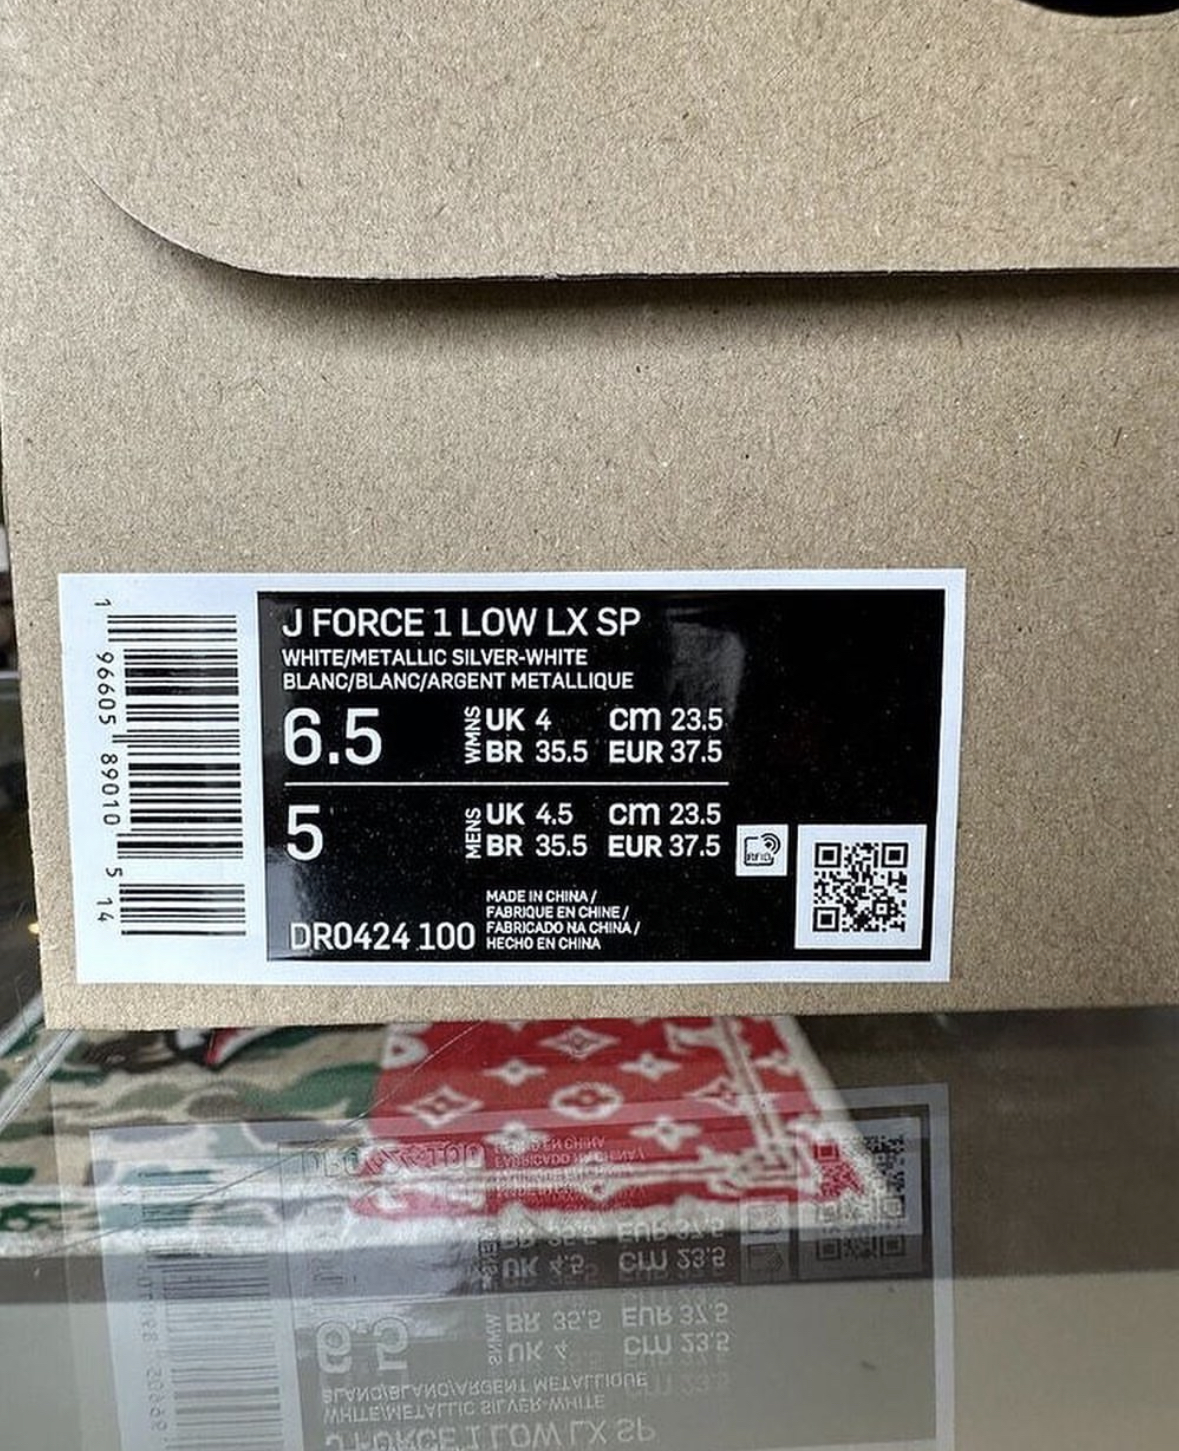 J FORCE 1 LOW LX SP
WHITE/METALLIC SILVER-WHITE
BLANC/BLANC/ARGENT METALLIQUE
6.5 WMNS UK 4 cm 23.5
BR 35.5 EUR 37.5
5 MENS UK 4.5 cm 23.5
BR 35.5 EUR 37.5
RFID
MADE IN CHINA /
FABRIQUE EN CHINE /
FABRICADO NA CHINA /
HECHO EN CHINA
DR0424 100
1 96605 89010 5 14